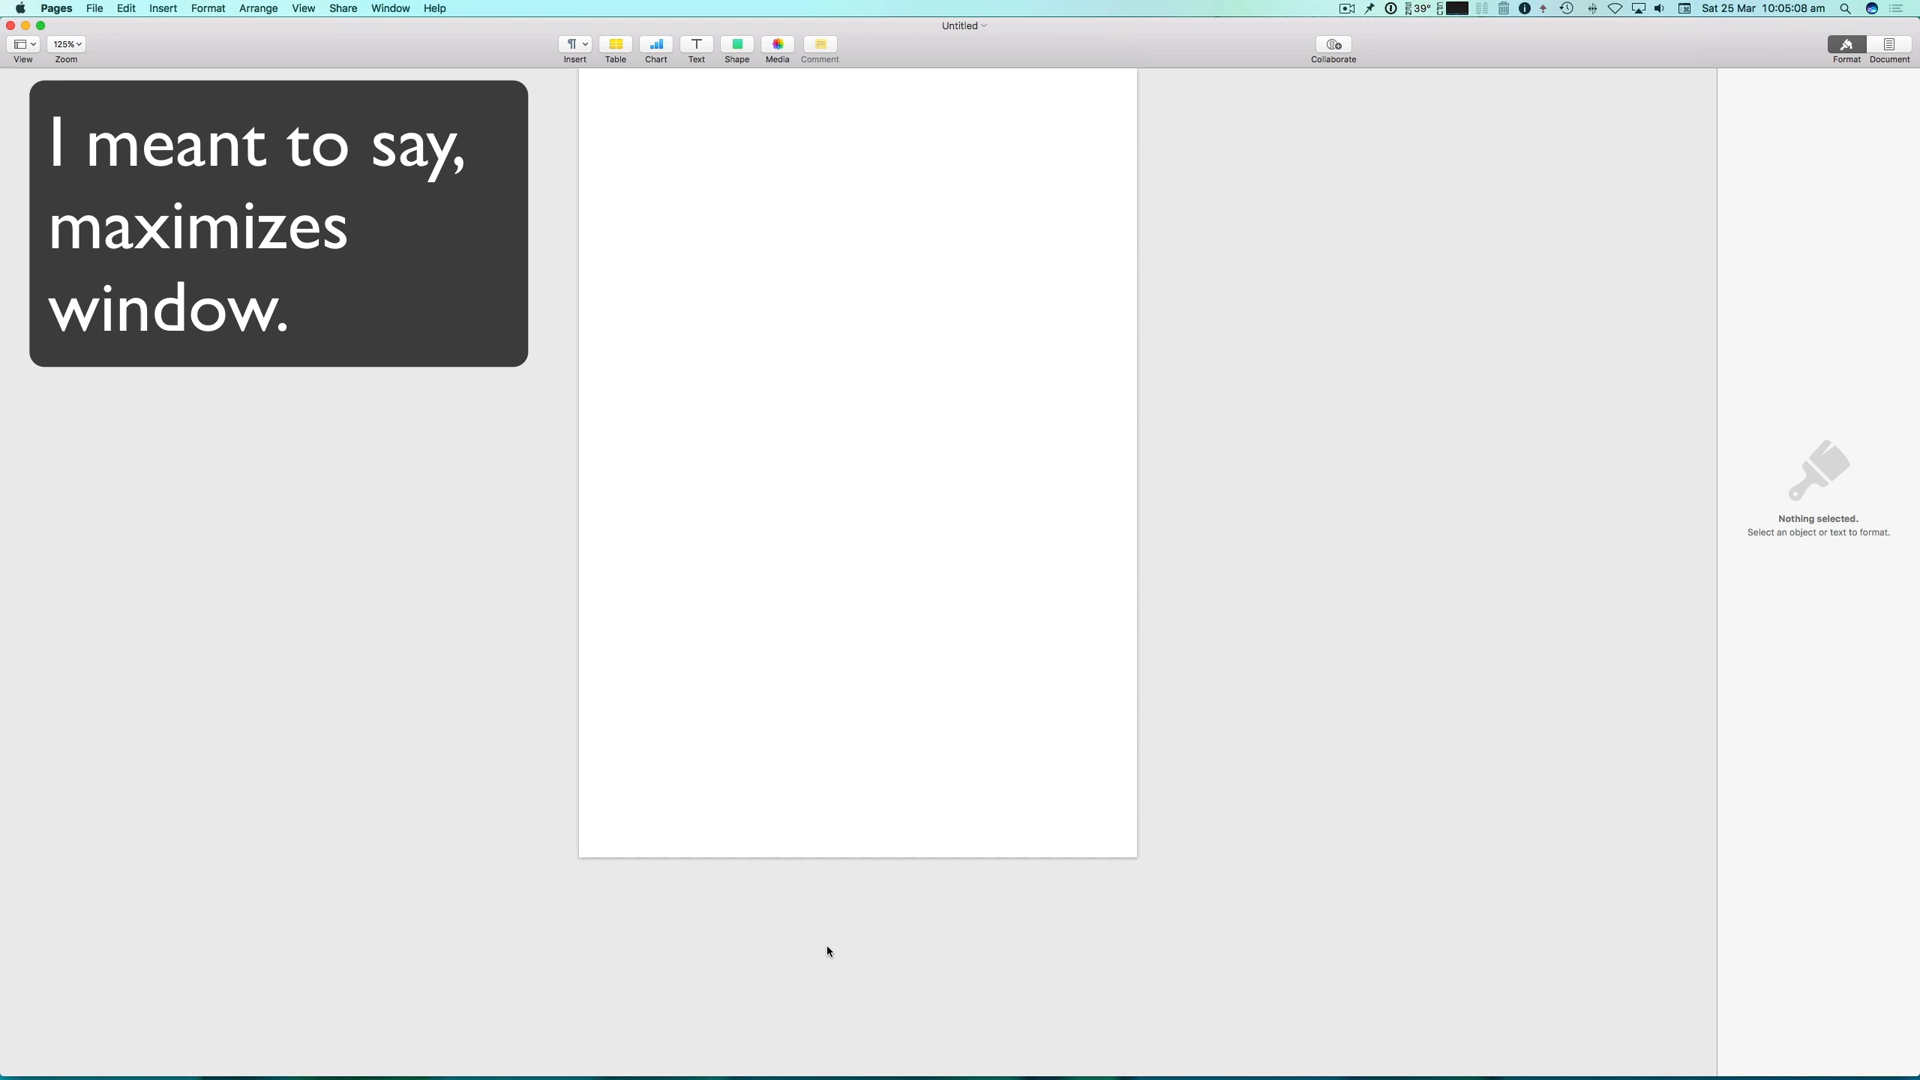 Pages File Edit Insert Format Arrange View Share Window Help 39° Sat 25 Mar 10:05:08 am
Untitled
125%
View Zoom Insert Table Chart Text Shape Media Comment Collaborate Format Document
I meant to say,
maximizes
window.
Nothing selected.
Select an object or text to format.